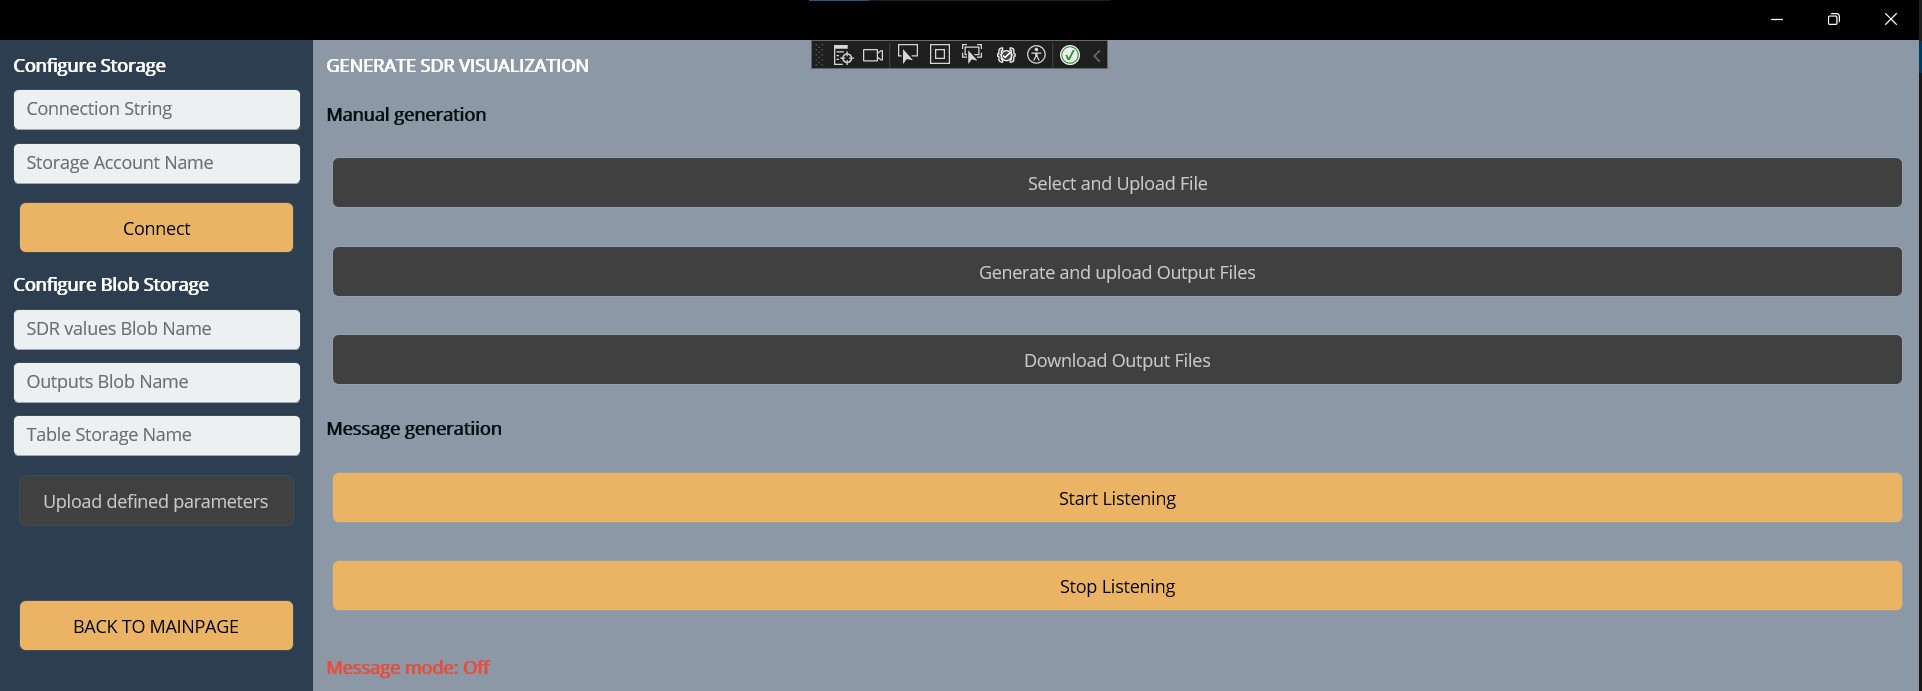 Configure Storage
Connection String
Storage Account Name
Connect
Configure Blob Storage
SDR values Blob Name
Outputs Blob Name
Table Storage Name
Upload defined parameters
BACK TO MAINPAGE
GENERATE SDR VISUALIZATION
Manual generation
Select and Upload File
Generate and upload Output Files
Download Output Files
Message generatiion
Start Listening
Stop Listening
Message mode: Off